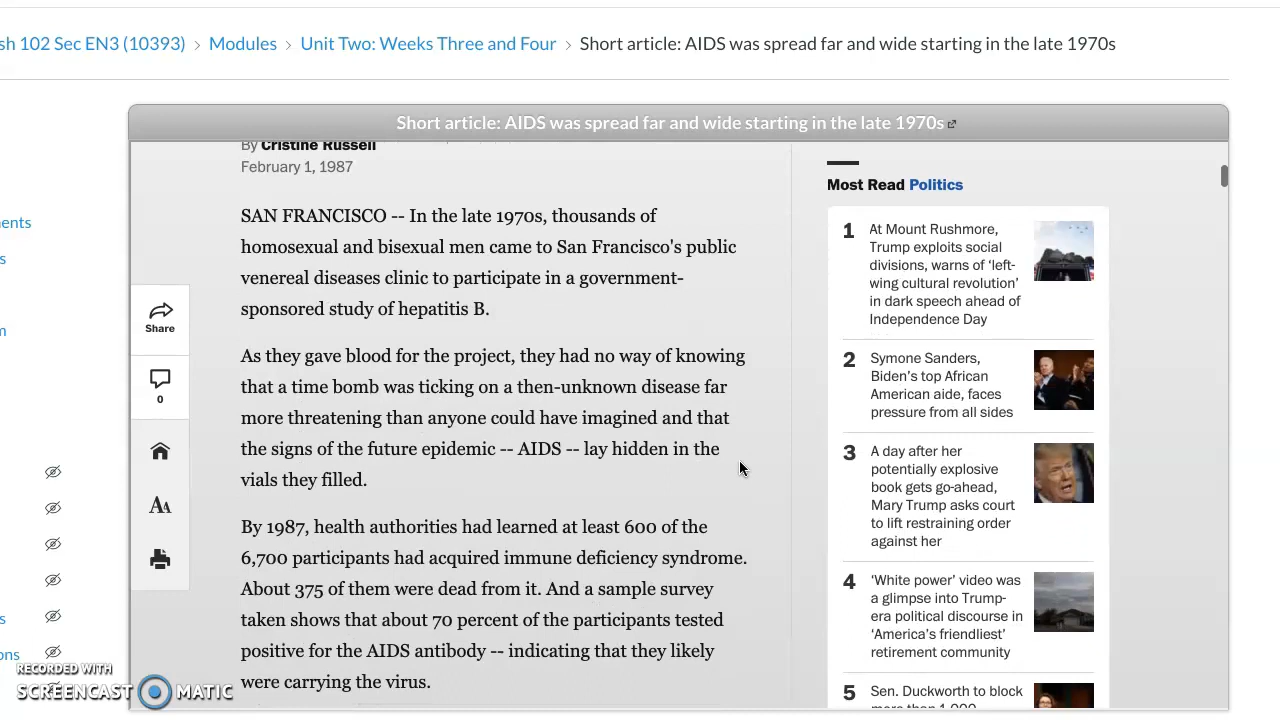 sh 102 Sec EN3 (10393) › Modules › Unit Two: Weeks Three and Four › Short article: AIDS was spread far and wide starting in the late 1970s
Short article: AIDS was spread far and wide starting in the late 1970s
ents
s
m
s
ons
Share
0
AA
By Cristine Russell
February 1, 1987
SAN FRANCISCO -- In the late 1970s, thousands of
homosexual and bisexual men came to San Francisco's public
venereal diseases clinic to participate in a government-
sponsored study of hepatitis B.
As they gave blood for the project, they had no way of knowing
that a time bomb was ticking on a then-unknown disease far
more threatening than anyone could have imagined and that
the signs of the future epidemic -- AIDS -- lay hidden in the
vials they filled.
By 1987, health authorities had learned at least 600 of the
6,700 participants had acquired immune deficiency syndrome.
About 375 of them were dead from it. And a sample survey
taken shows that about 70 percent of the participants tested
positive for the AIDS antibody -- indicating that they likely
were carrying the virus.
Most Read Politics
1
At Mount Rushmore,
Trump exploits social
divisions, warns of ‘left-
wing cultural revolution’
in dark speech ahead of
Independence Day
2
Symone Sanders,
Biden’s top African
American aide, faces
pressure from all sides
3
A day after her
potentially explosive
book gets go-ahead,
Mary Trump asks court
to lift restraining order
against her
4
‘White power’ video was
a glimpse into Trump-
era political discourse in
‘America’s friendliest’
retirement community
5
Sen. Duckworth to block
more than 1,000
RECORDED WITH
SCREENCAST MATIC